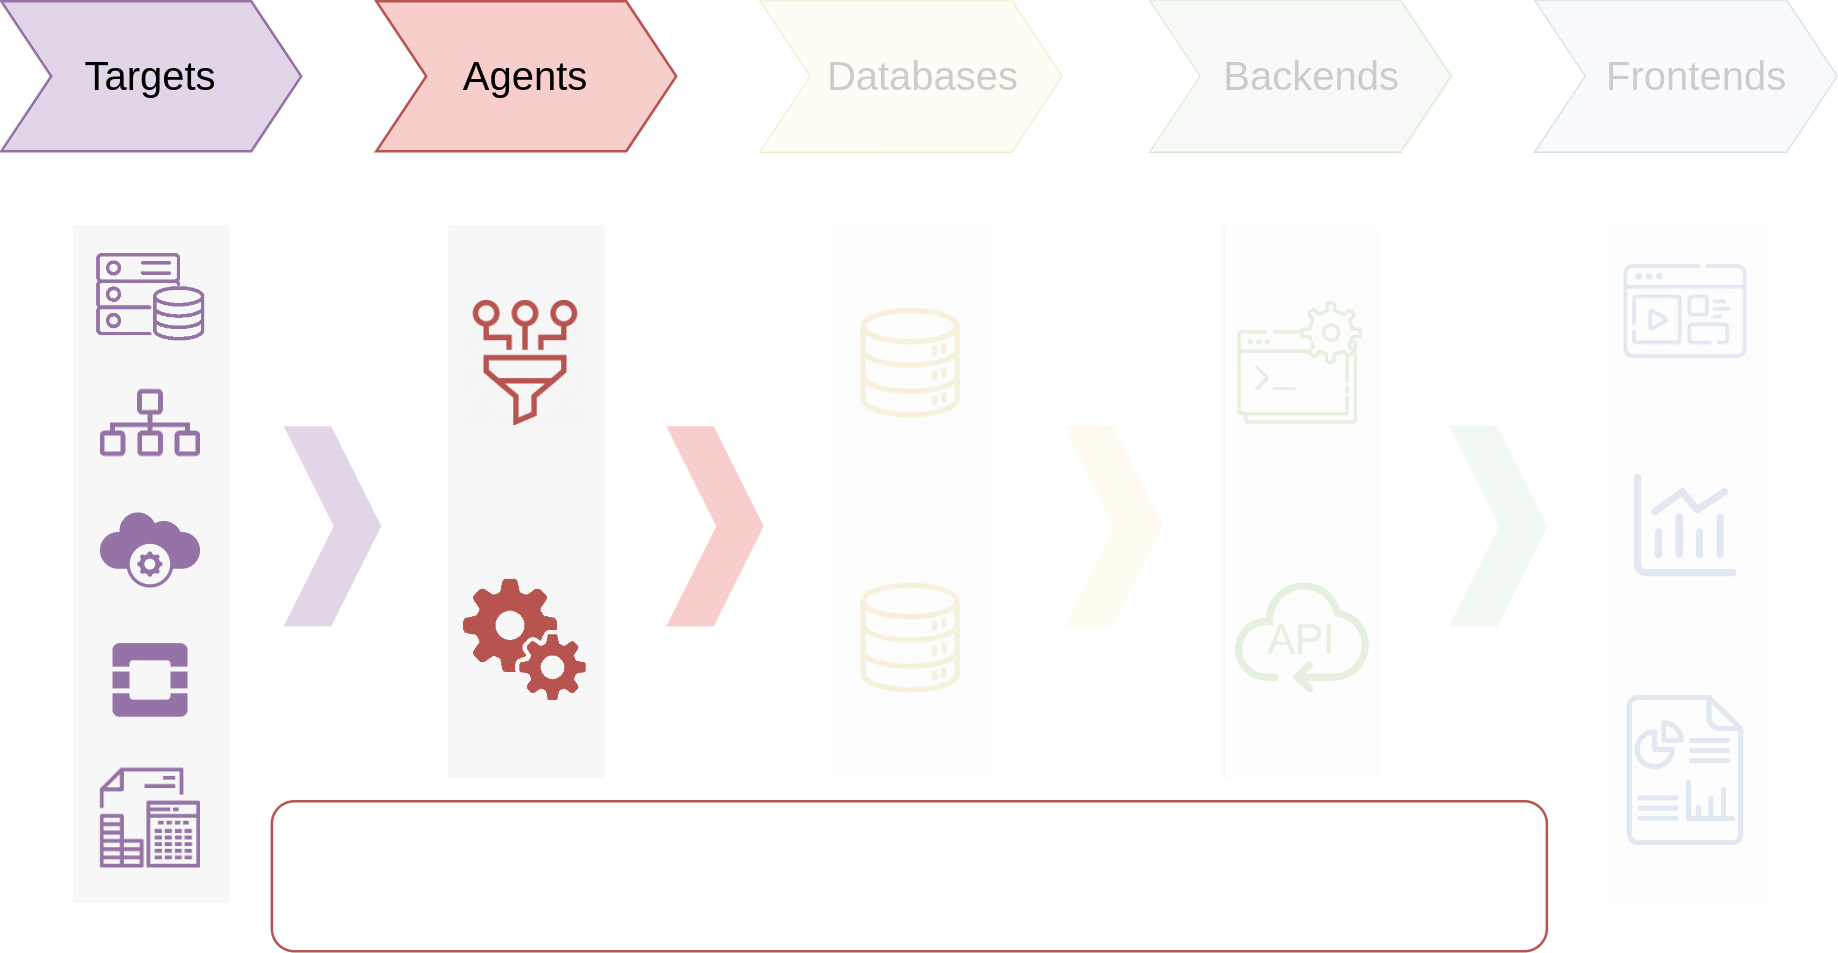 Targets
Agents
Databases
Backends
Frontends
API